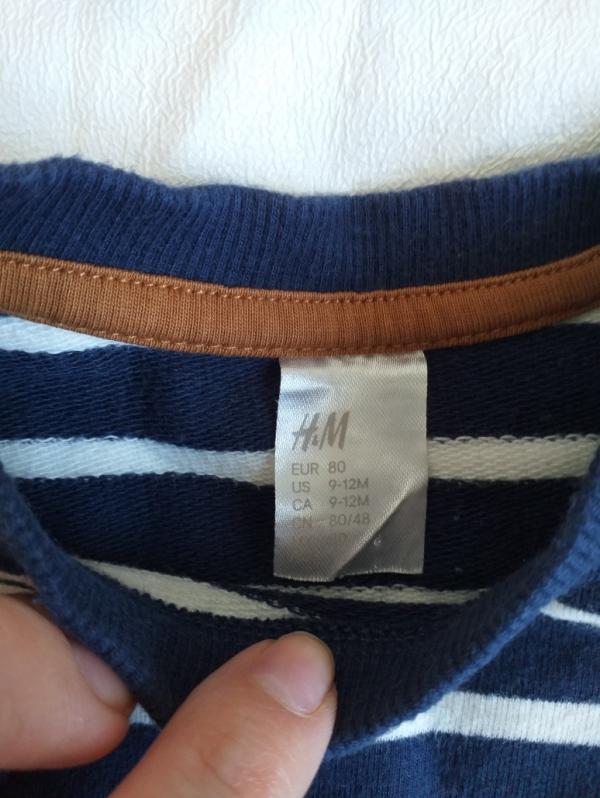 H&M
EUR 80
US 9-12M
CA 9-12M
CN 80/48